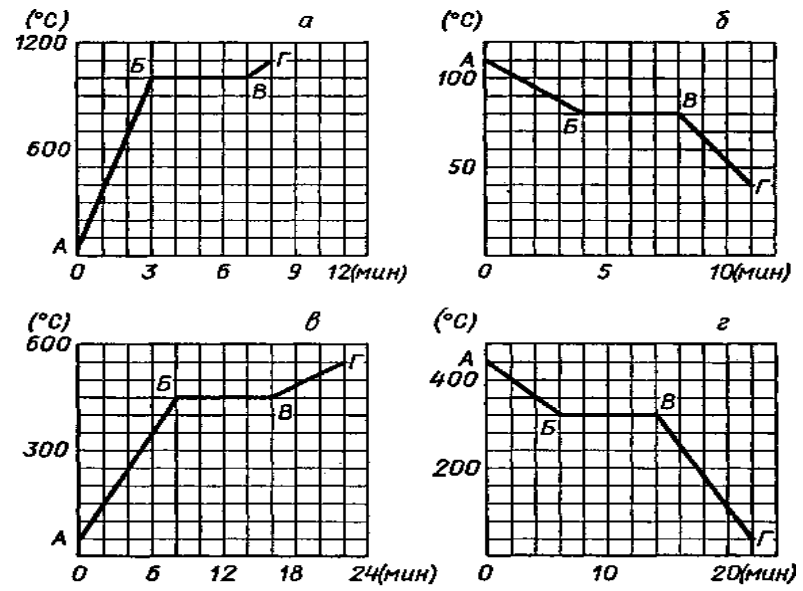 (°C) а
1200
Б Г
В
600
А
0 3 6 9 12(мин)
(°C) б
А
100
В
Б
50
Г
0 5 10(мин)
(°C) в
600
Г
Б
В
300
А
0 6 12 18 24(мин)
(°C) г
А
400
В
Б
200
Г
0 10 20(мин)